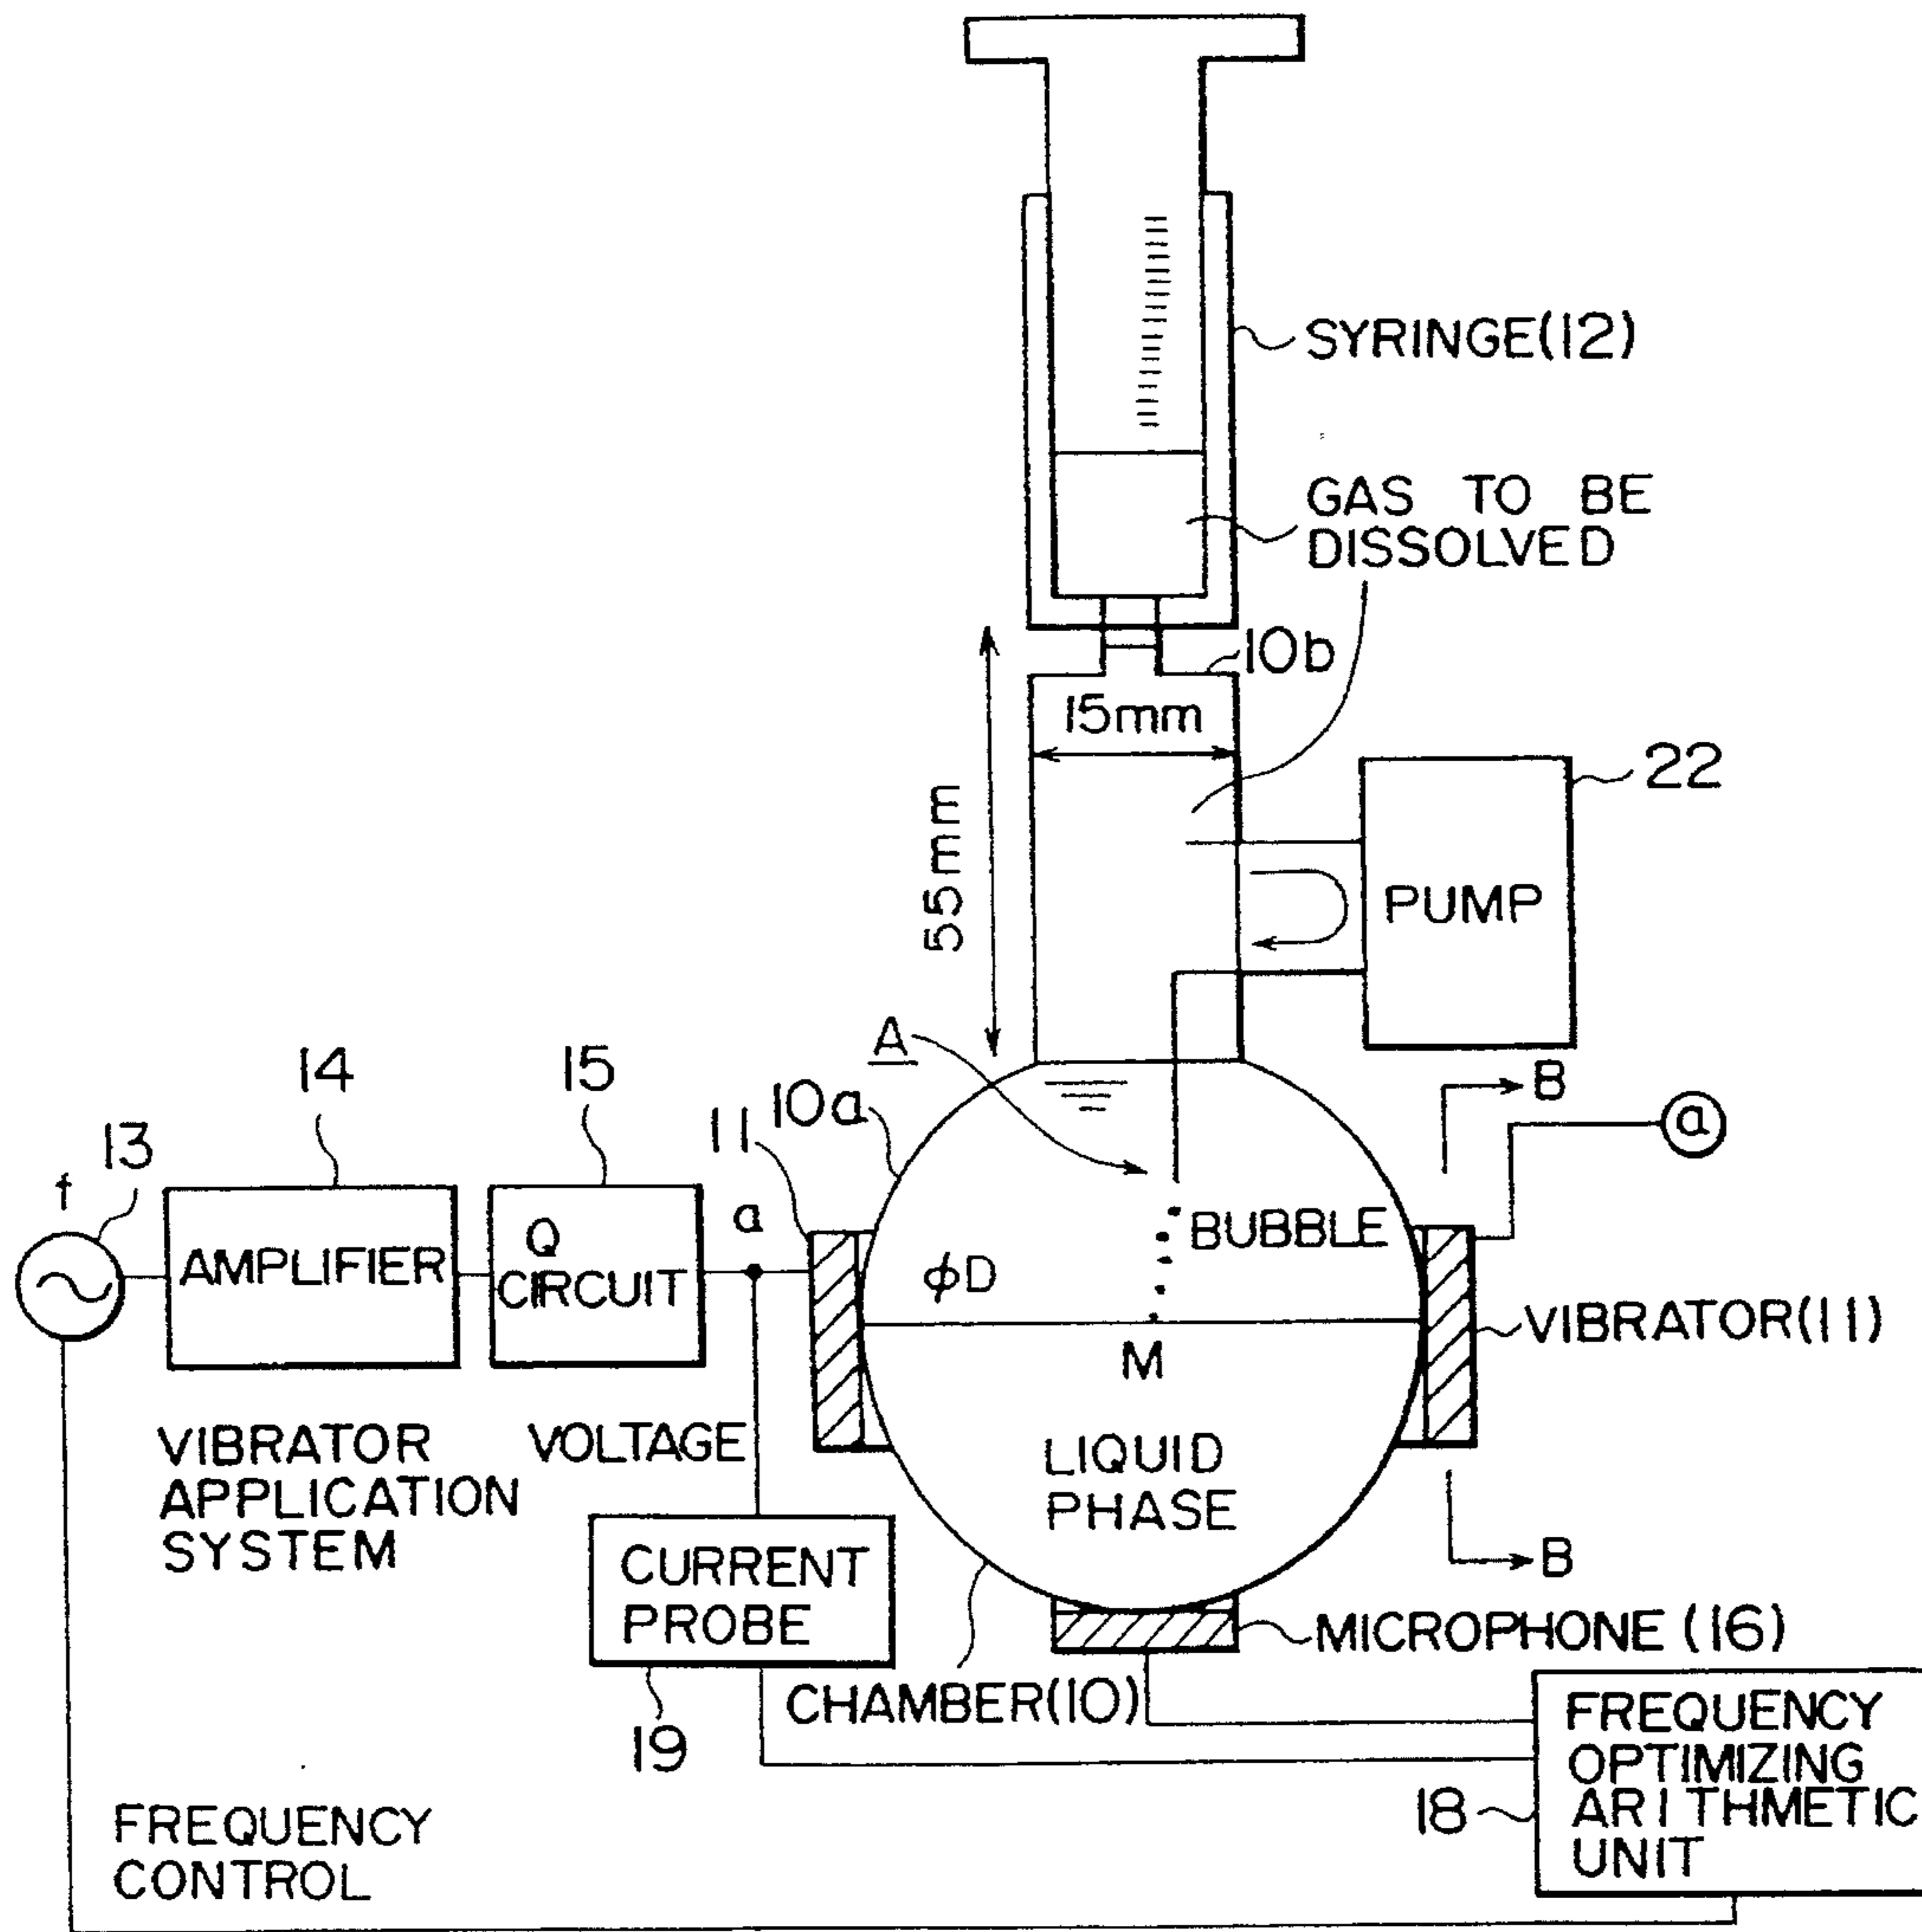 SYRINGE(12)
GAS TO BE
DISSOLVED
10b
15mm
55mm
22
PUMP
A
B
a
14
15
11
10a
13
f
AMPLIFIER
Q
CIRCUIT
a
BUBBLE
φD
VIBRATOR(11)
M
VIBRATOR
APPLICATION
SYSTEM
VOLTAGE
LIQUID
PHASE
B
CURRENT
PROBE
MICROPHONE (16)
CHAMBER(10)
19
FREQUENCY
OPTIMIZING
ARITHMETIC
UNIT
18
FREQUENCY
CONTROL